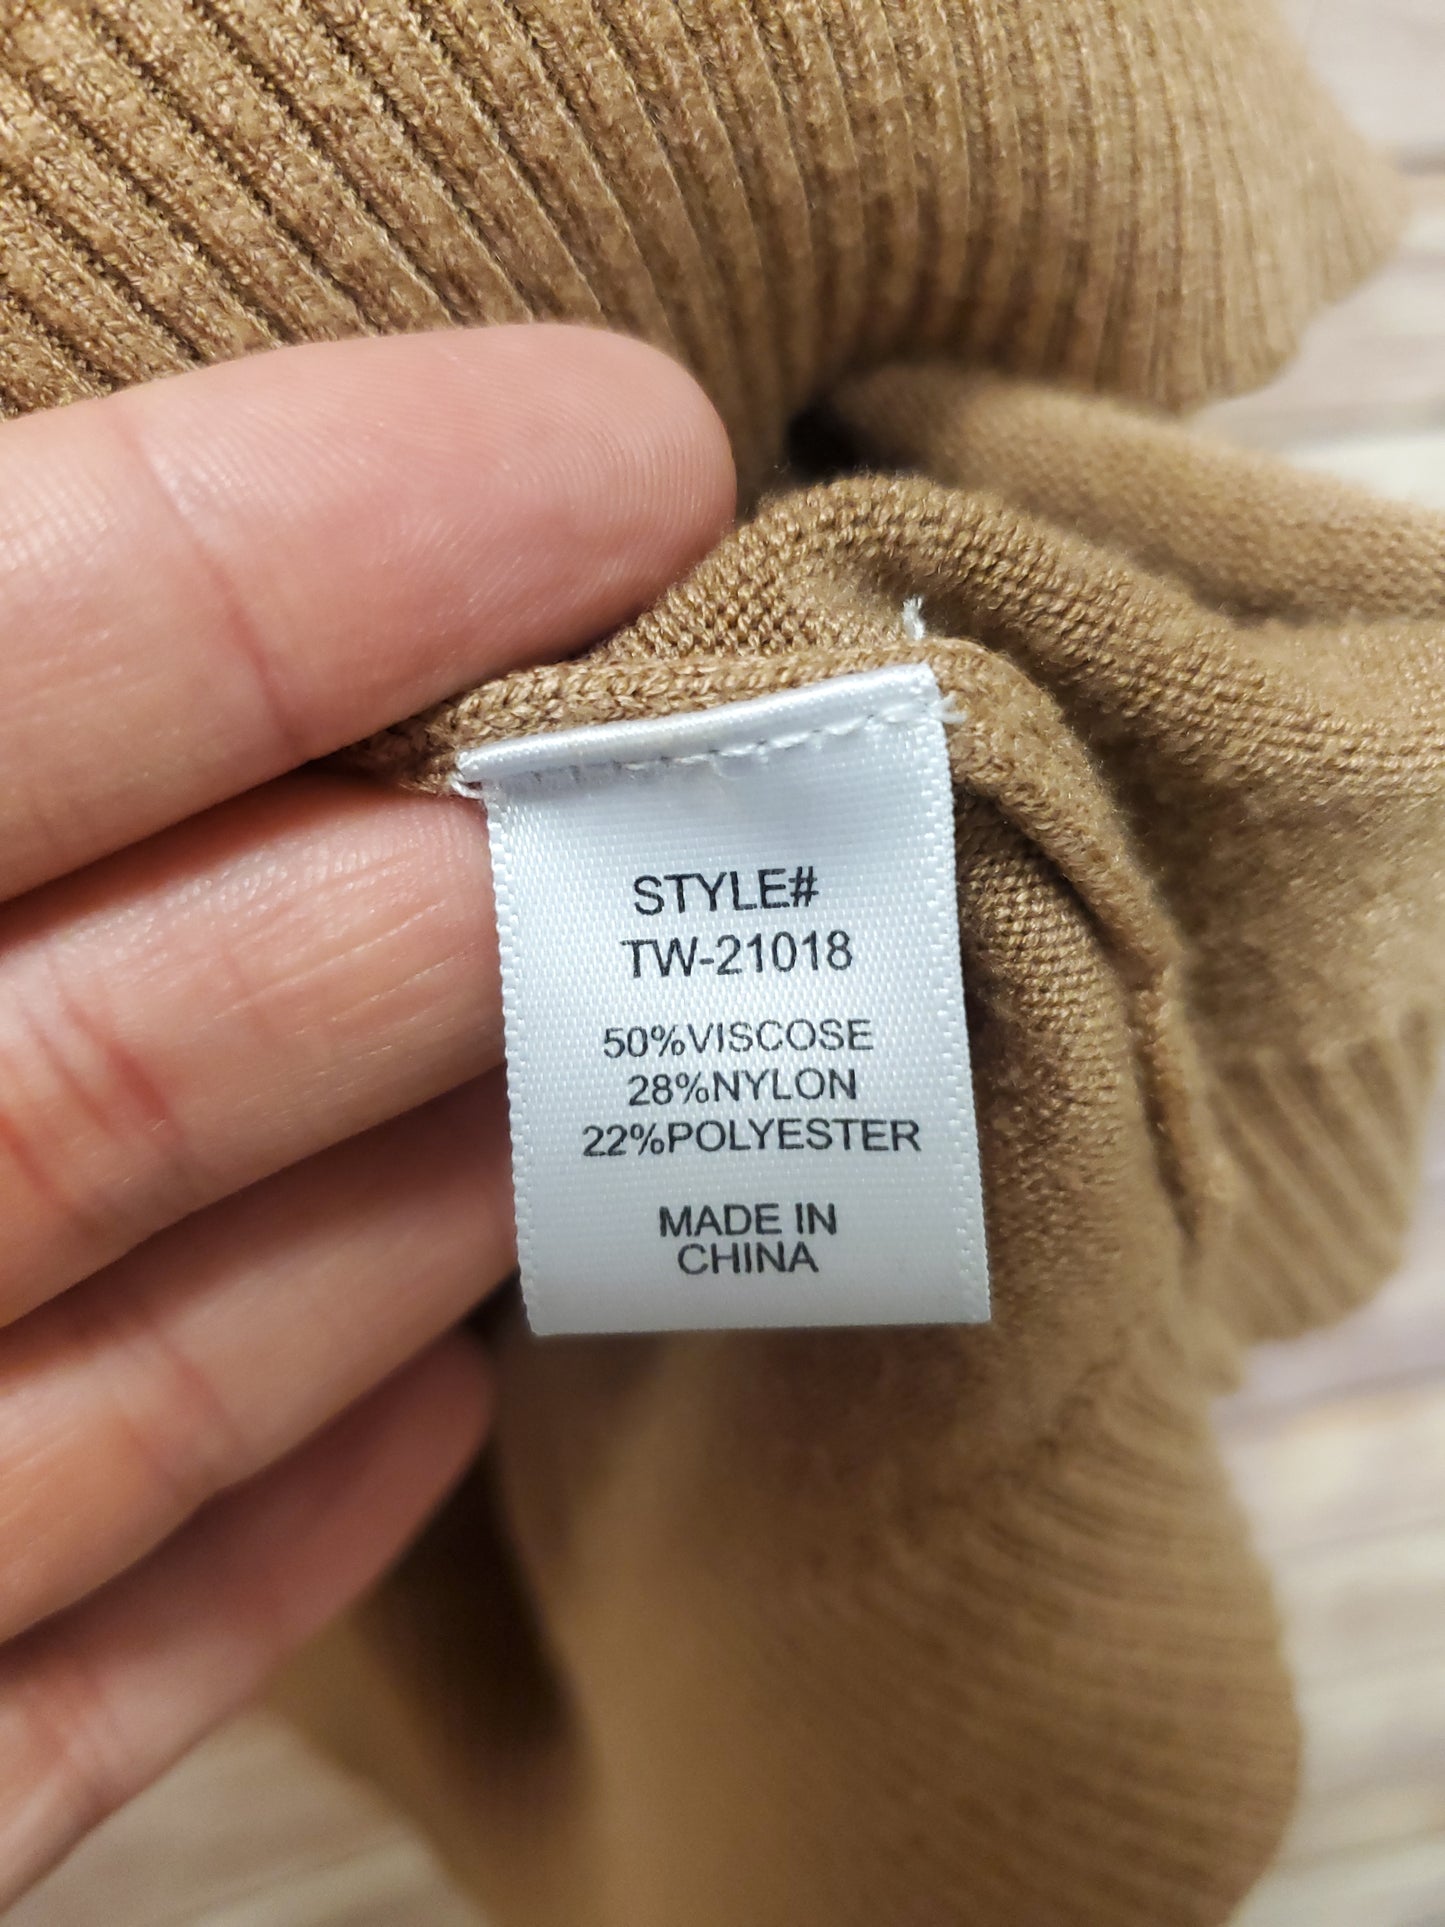 STYLE#
TW-21018
50%VISCOSE
28%NYLON
22%POLYESTER
MADE IN
CHINA